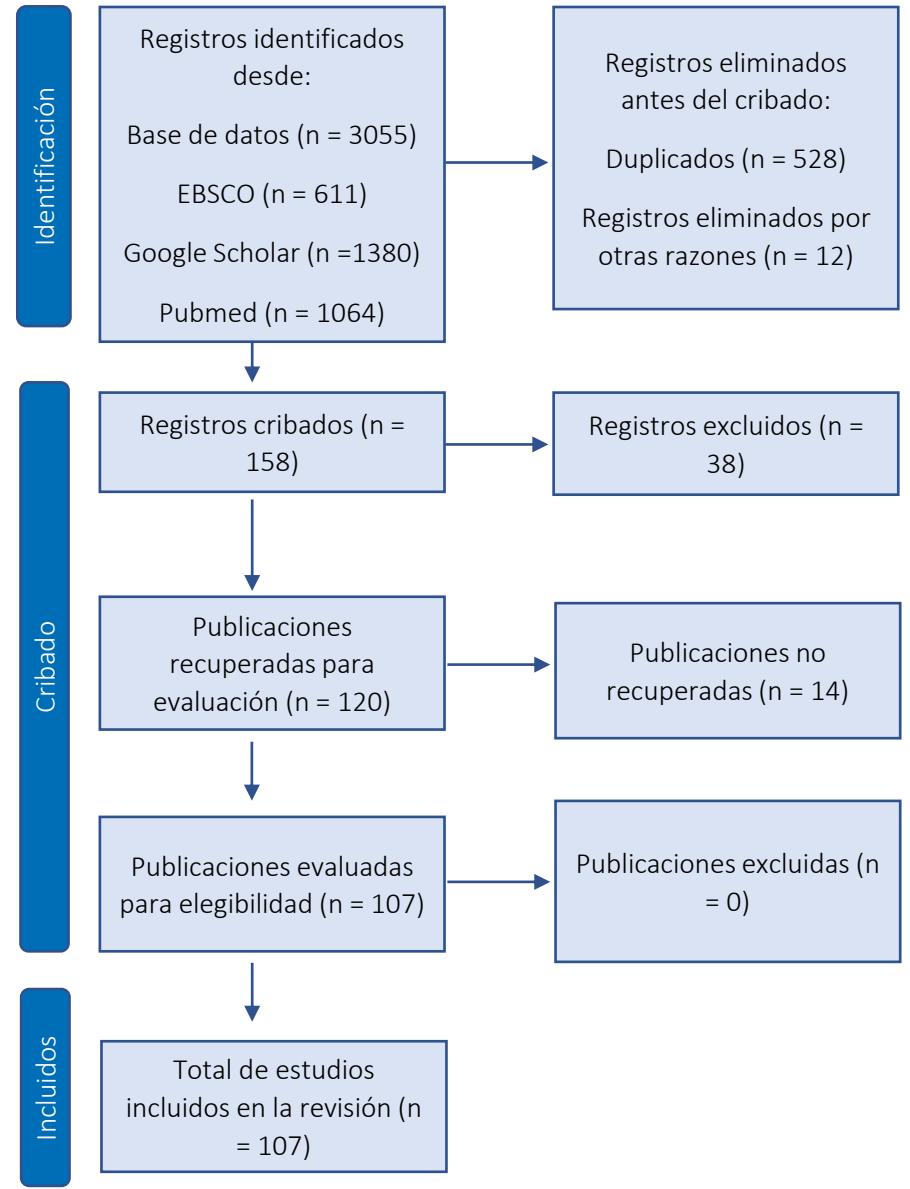 Identificación
Registros identificados
desde:
Base de datos (n = 3055)
EBSCO (n = 611)
Google Scholar (n =1380)
Pubmed (n = 1064)
Registros eliminados
antes del cribado:
Duplicados (n = 528)
Registros eliminados por
otras razones (n = 12)
Cribado
Registros cribados (n =
158)
Registros excluidos (n =
38)
Publicaciones
recuperadas para
evaluación (n = 120)
Publicaciones no
recuperadas (n = 14)
Publicaciones evaluadas
para elegibilidad (n = 107)
Publicaciones excluidas (n
= 0)
Incluidos
Total de estudios
incluidos en la revisión (n
= 107)